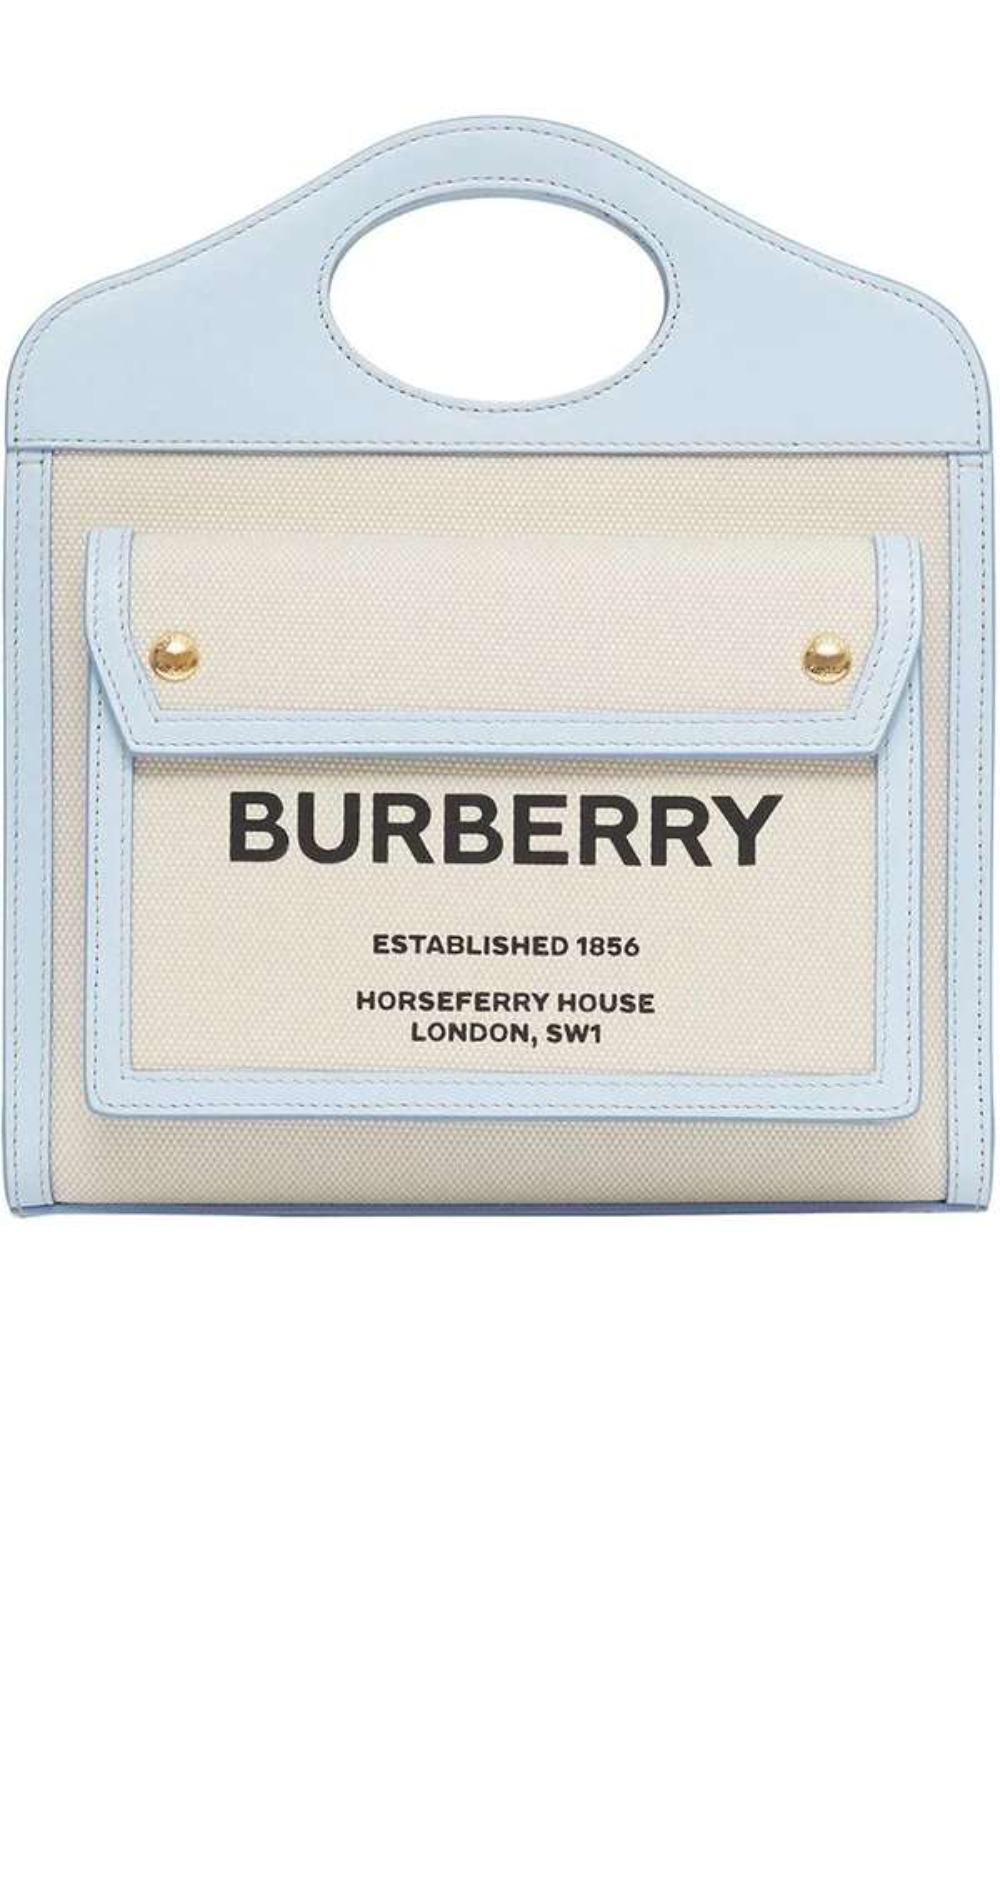 BURBERRY
ESTABLISHED 1856
HORSEFERRY HOUSE
LONDON, SW1